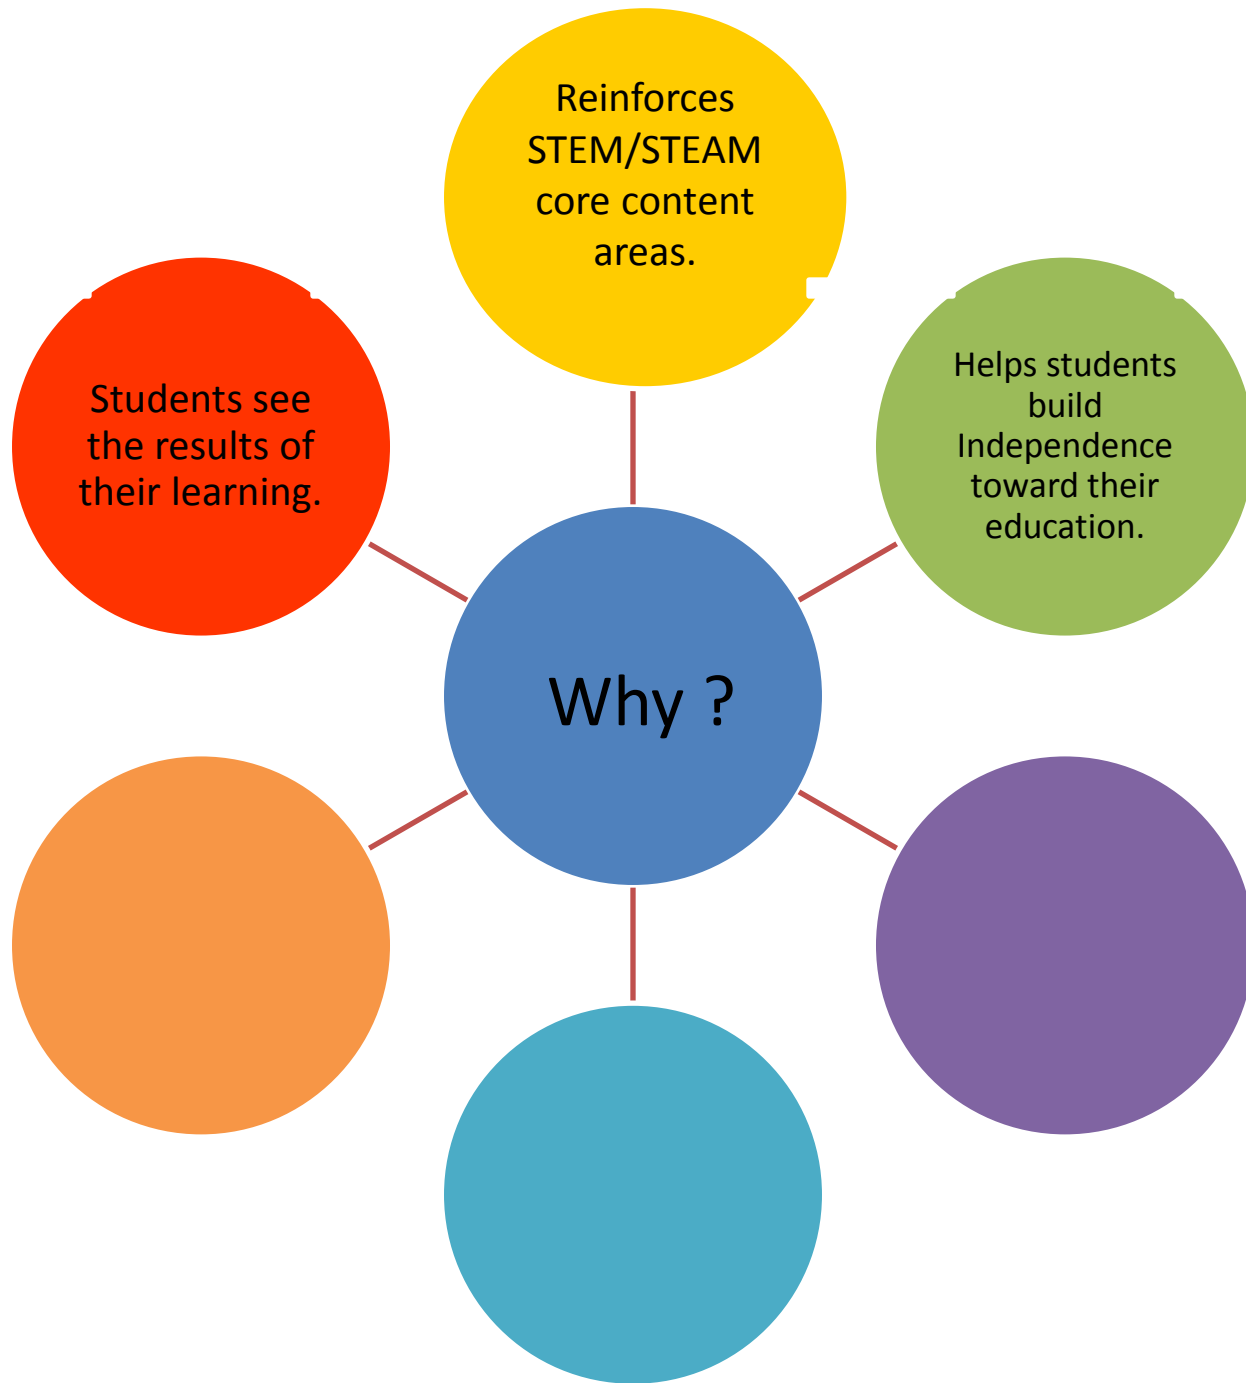 Reinforces
STEM/STEAM
core content
areas.
Students see
the results of
their learning.
Helps students
build
Independence
toward their
education.
Why ?